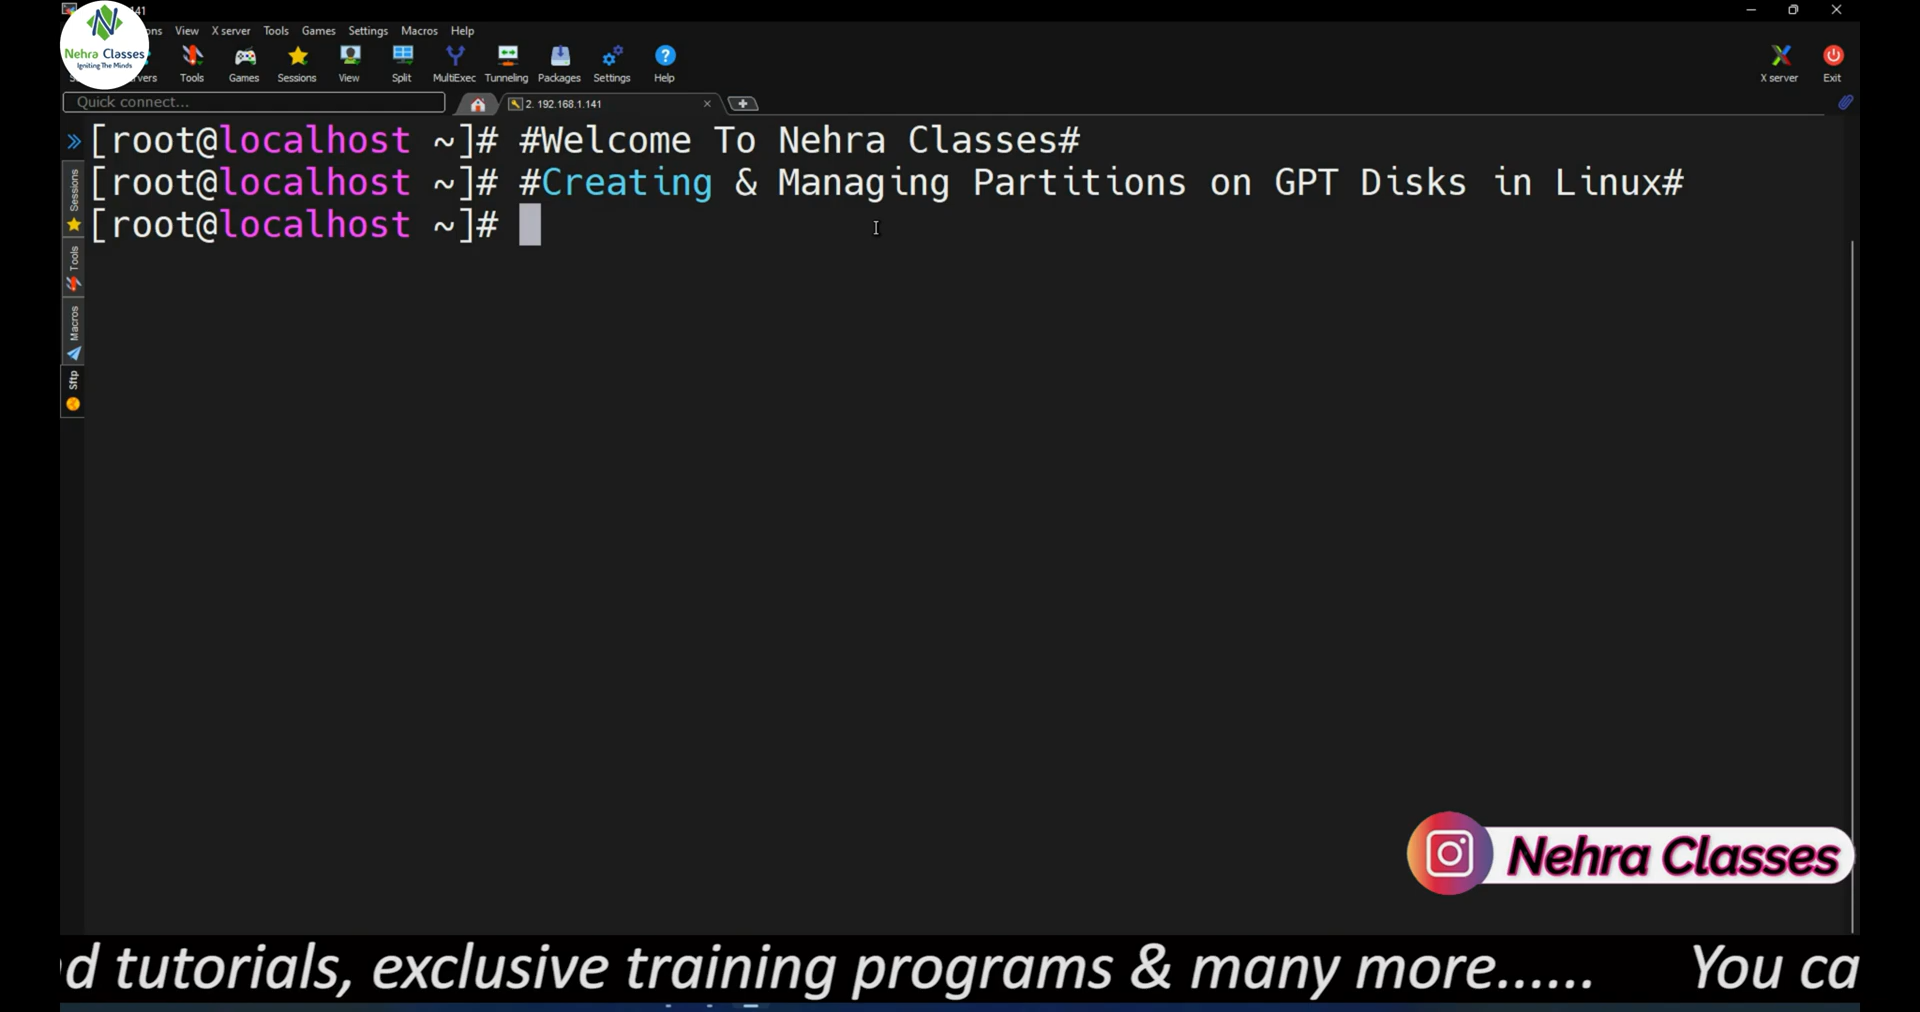 141
ons View X server Tools Games Settings Macros Help
Nehra Classes
Igniting The Minds
Tools Games Sessions View Split MultiExec Tunneling Packages Settings Help X server Exit
Quick connect...
2. 192.168.1.141
[root@localhost ~]# #Welcome To Nehra Classes#
[root@localhost ~]# #Creating & Managing Partitions on GPT Disks in Linux#
[root@localhost ~]#
Sessions
Tools
Macros
Sftp
Nehra Classes
d tutorials, exclusive training programs & many more...... You ca